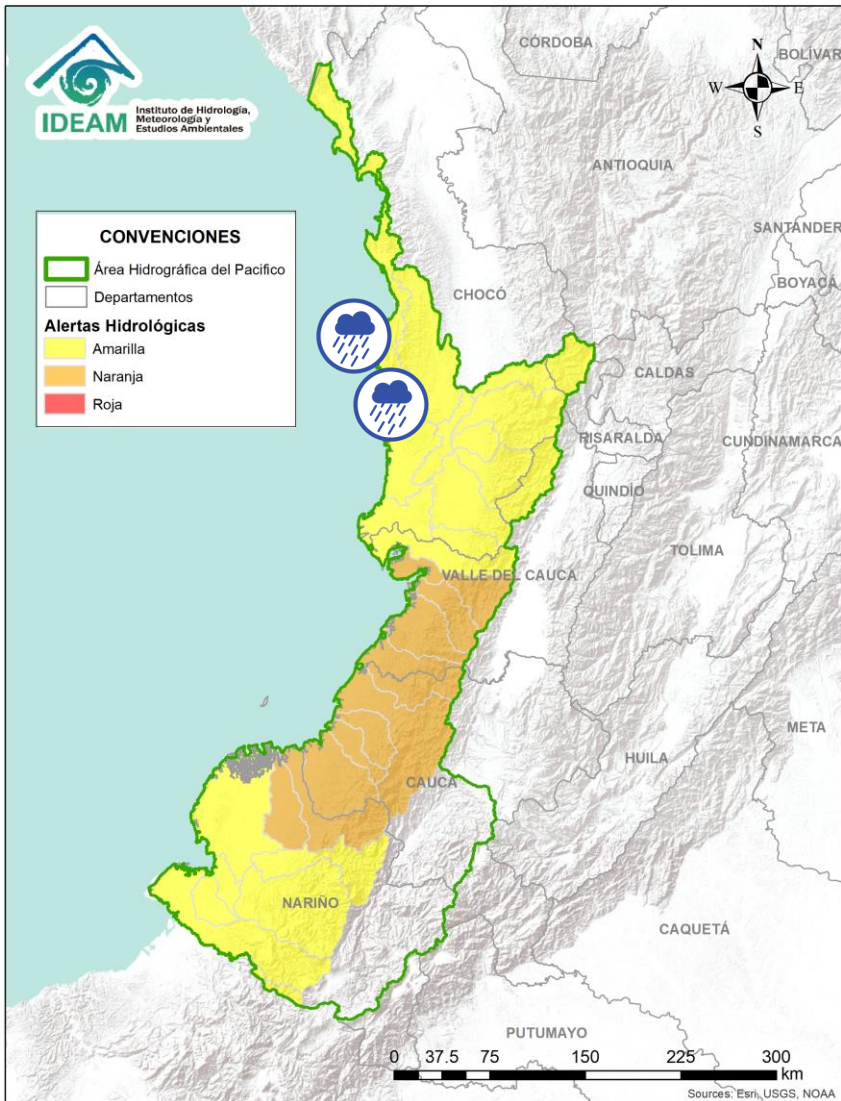 IDEAM
Instituto de Hidrología,
Meteorología y
Estudios Ambientales
N
W
E
S
CÓRDOBA
BOLÍVAR
ANTIOQUIA
SANTANDER
BOYACÁ
CHOCÓ
CALDAS
RISARALDA
CUNDINAMARCA
QUINDÍO
TOLIMA
VALLE DEL CAUCA
META
HUILA
CAUCA
NARIÑO
CAQUETÁ
PUTUMAYO
CONVENCIONES
Área Hidrográfica del Pacifico
Departamentos
Alertas Hidrológicas
Amarilla
Naranja
Roja
0 37.5 75 150 225 300
km
Sources: Esri, USGS, NOAA